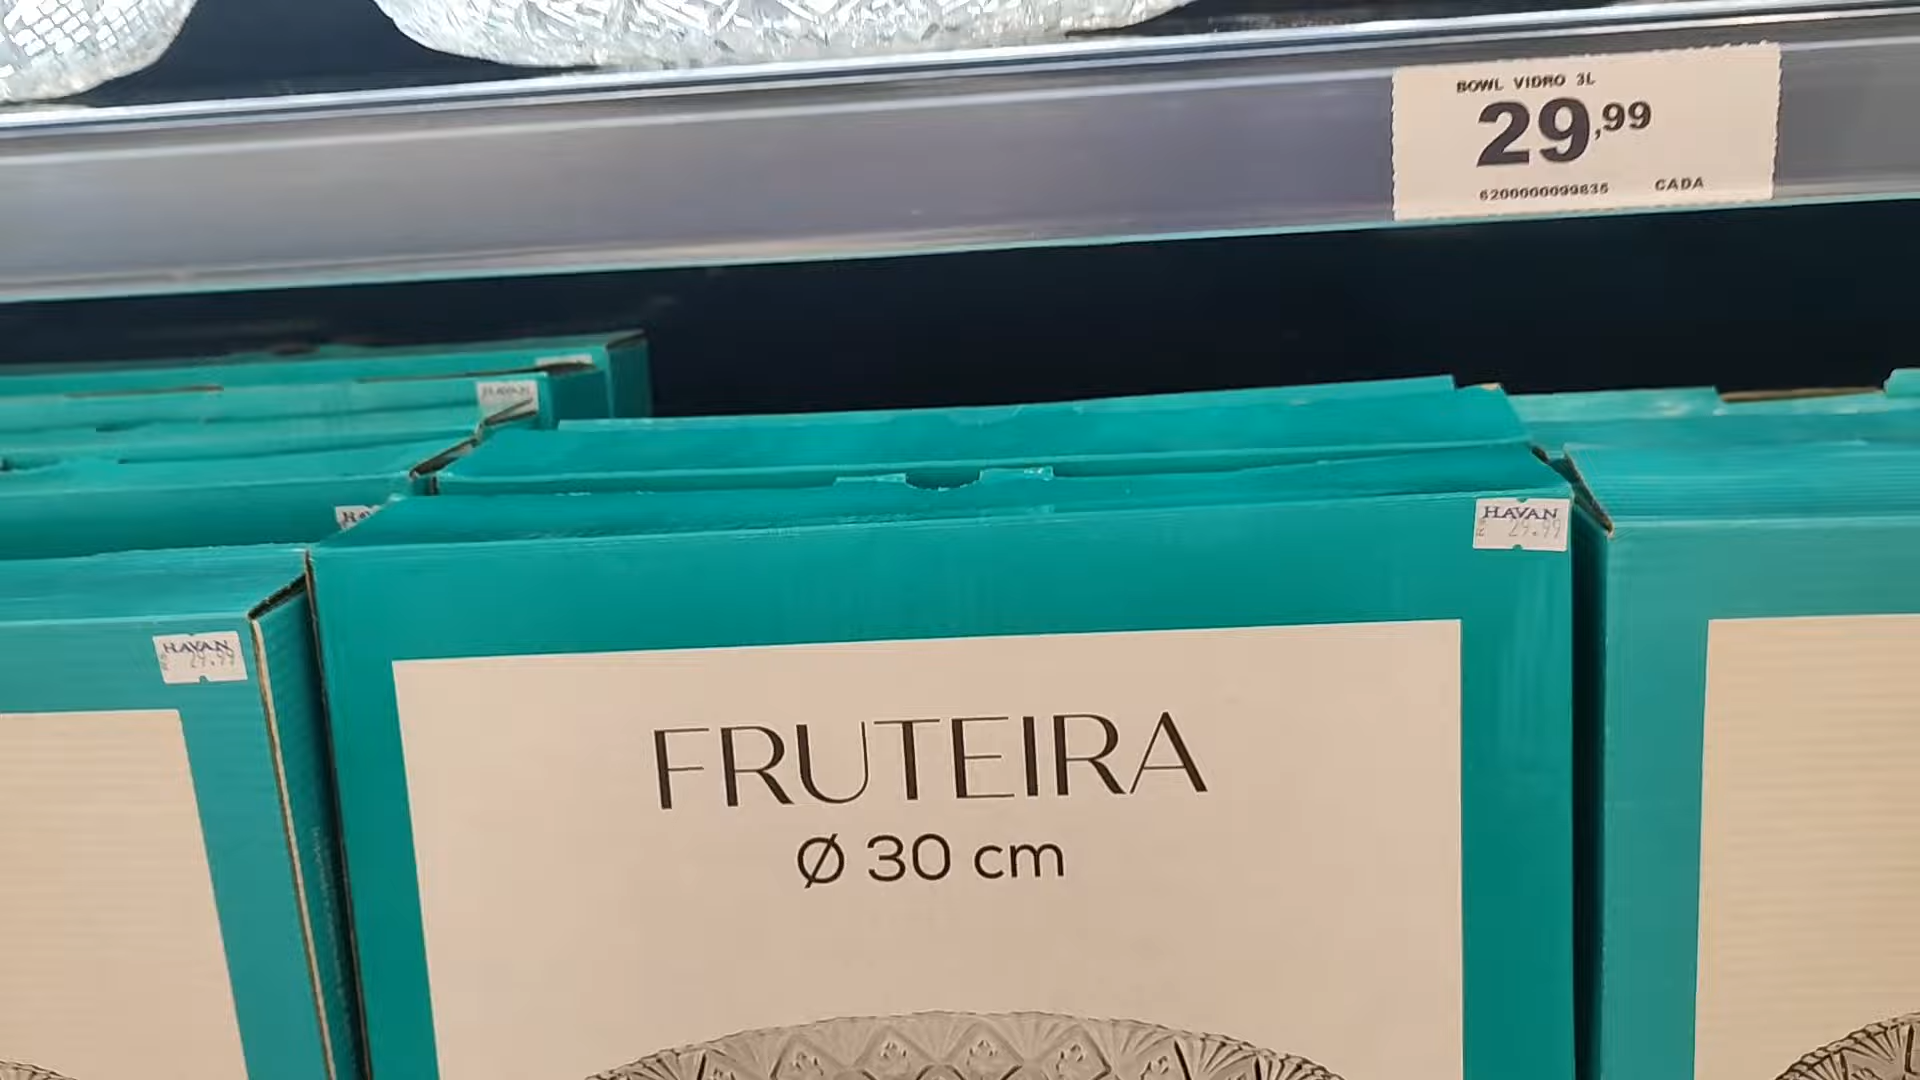 BOWL VIDRO 3L
29,99
6200000099835 CADA
HAVAN
29.99
HAVAN
29.99
FRUTEIRA
Ø 30 cm